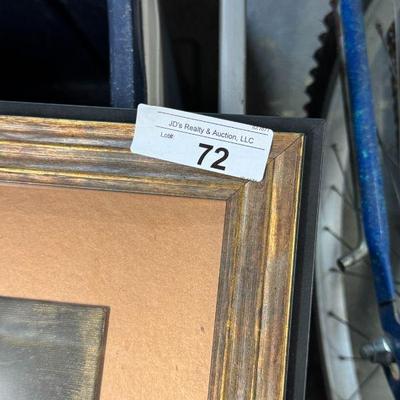 JD's Realty & Auction, LLC
Lot#:
72